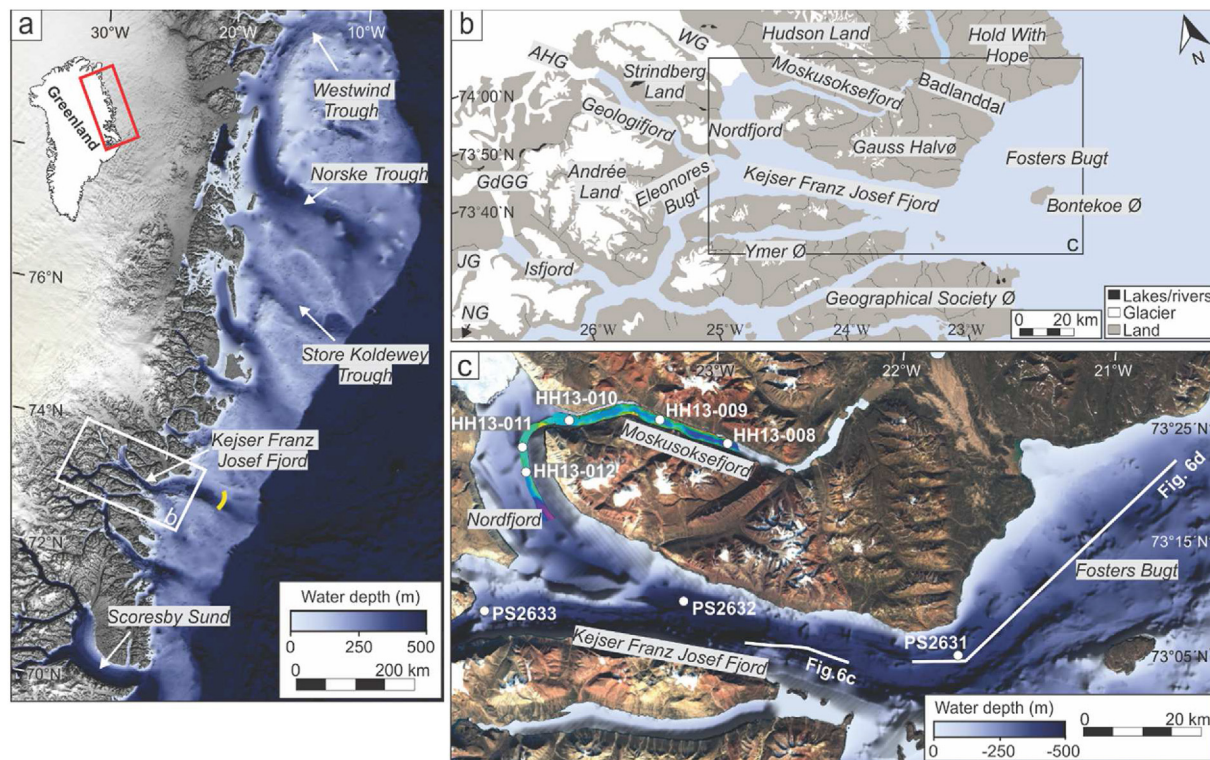 a
30°W
20°W
10°W
Greenland
Westwind
Trough
Norske Trough
76°N
Store Koldewey
Trough
74°N
Kejser Franz
Josef Fjord
b
72°N
Scoresby Sund
70°N
Water depth (m)
0
500
0
200 km
b
AHG
WG
Hudson Land
Hold With
Hope
N
Strindberg
Land
Moskusoksefjord
Badlanddal
74°00'N
Geologifjord
Nordfjord
73°50'N
Gauss Halvø
Fosters Bugt
Andrée
Land
GdGG
Eleonores
Bugt
Kejser Franz Josef Fjord
73°40'N
Bontekoe Ø
C
Ymer Ø
JG
Isfjord
Geographical Society Ø
NG
26°W
25°W
24°W
23°W
Lakes/rivers
Glacier
Land
0
20 km
c
23°W
22°W
21°W
HH13-010
HH13-009
HH13-011
HH13-008
Moskusoksefjord
73°25'N
HH13-012
Nordfjord
Fig. 6d
73°15'N
Fosters Bugt
PS2633
PS2632
PS2631
Kejser Franz Josef Fjord
Fig.6c
73°05'N
Water depth (m)
0
-250
-500
0
20 km